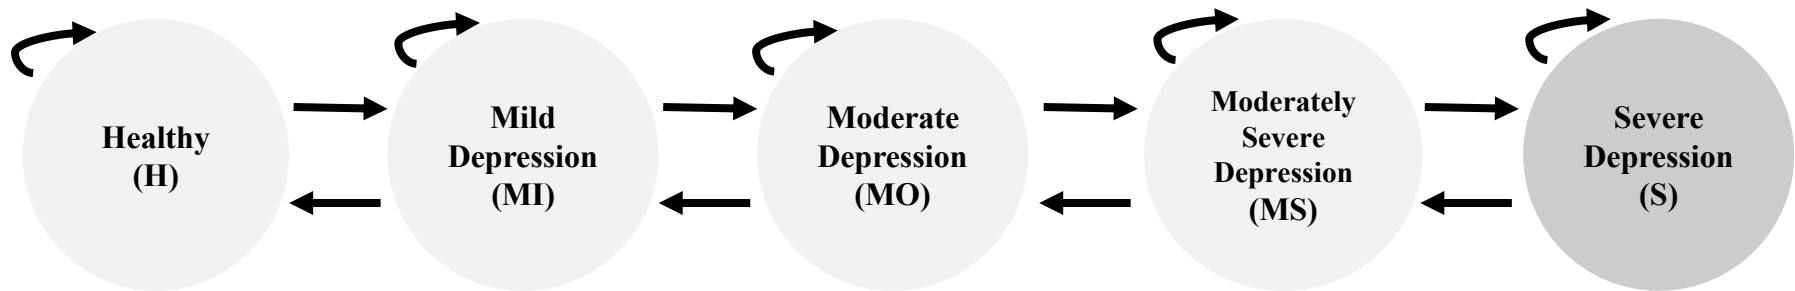 Healthy
(H)
Mild
Depression
(MI)
Moderate
Depression
(MO)
Moderately
Severe
Depression
(MS)
Severe
Depression
(S)